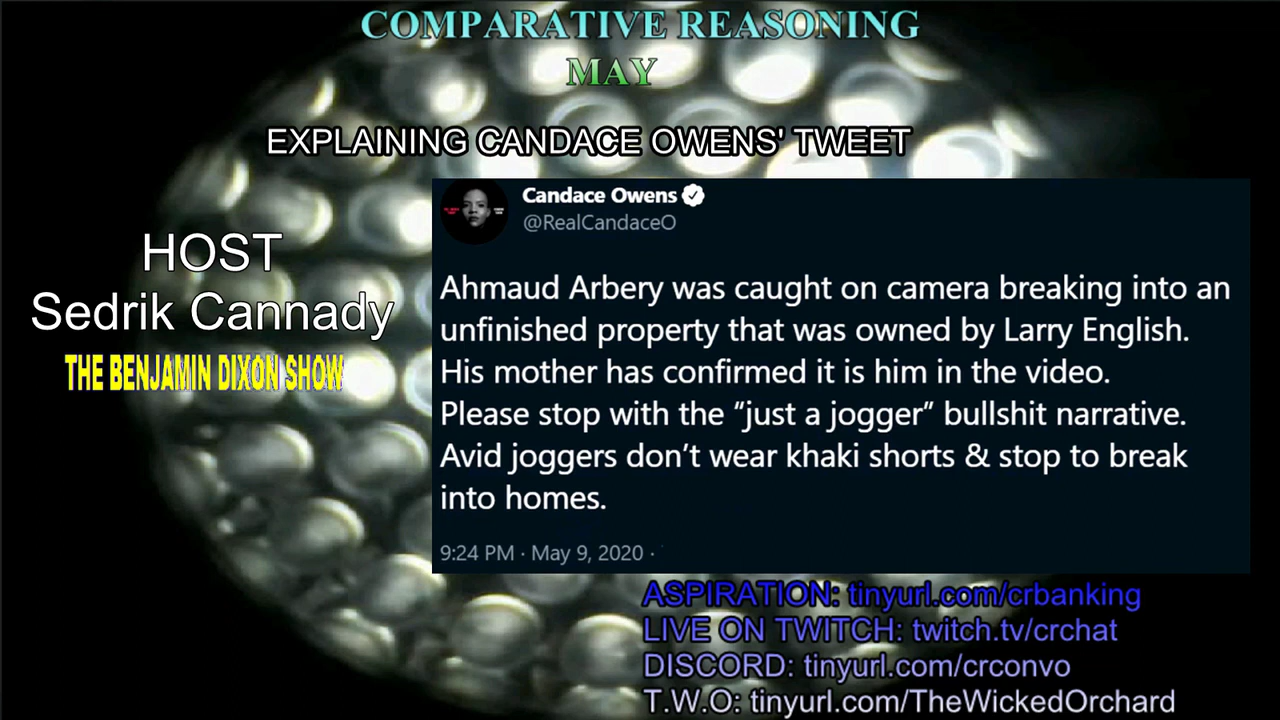 COMPARATIVE REASONING
MAY
EXPLAINING CANDACE OWENS' TWEET
HOST
Sedrik Cannady
THE BENJAMIN DIXON SHOW
Candace Owens
@RealCandaceO
Ahmaud Arbery was caught on camera breaking into an
unfinished property that was owned by Larry English.
His mother has confirmed it is him in the video.
Please stop with the “just a jogger” bullshit narrative.
Avid joggers don’t wear khaki shorts & stop to break
into homes.
9:24 PM · May 9, 2020 ·
ASPIRATION: tinyurl.com/crbanking
LIVE ON TWITCH: twitch.tv/crchat
DISCORD: tinyurl.com/crconvo
T.W.O: tinyurl.com/TheWickedOrchard